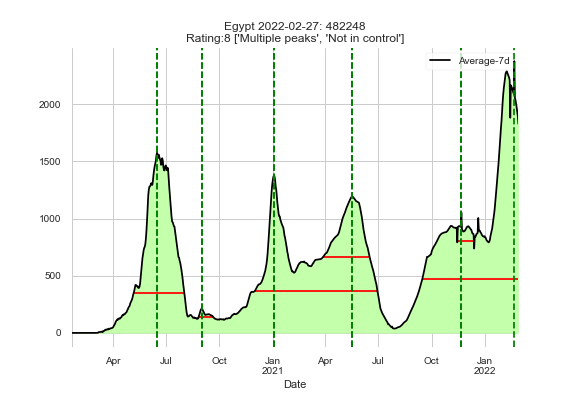 Egypt 2022-02-27: 482248
Rating:8 ['Multiple peaks', 'Not in control']
Average-7d
2000
1500
1000
500
0
Apr Jul Oct Jan Apr Jul Oct Jan
2021 2022
Date